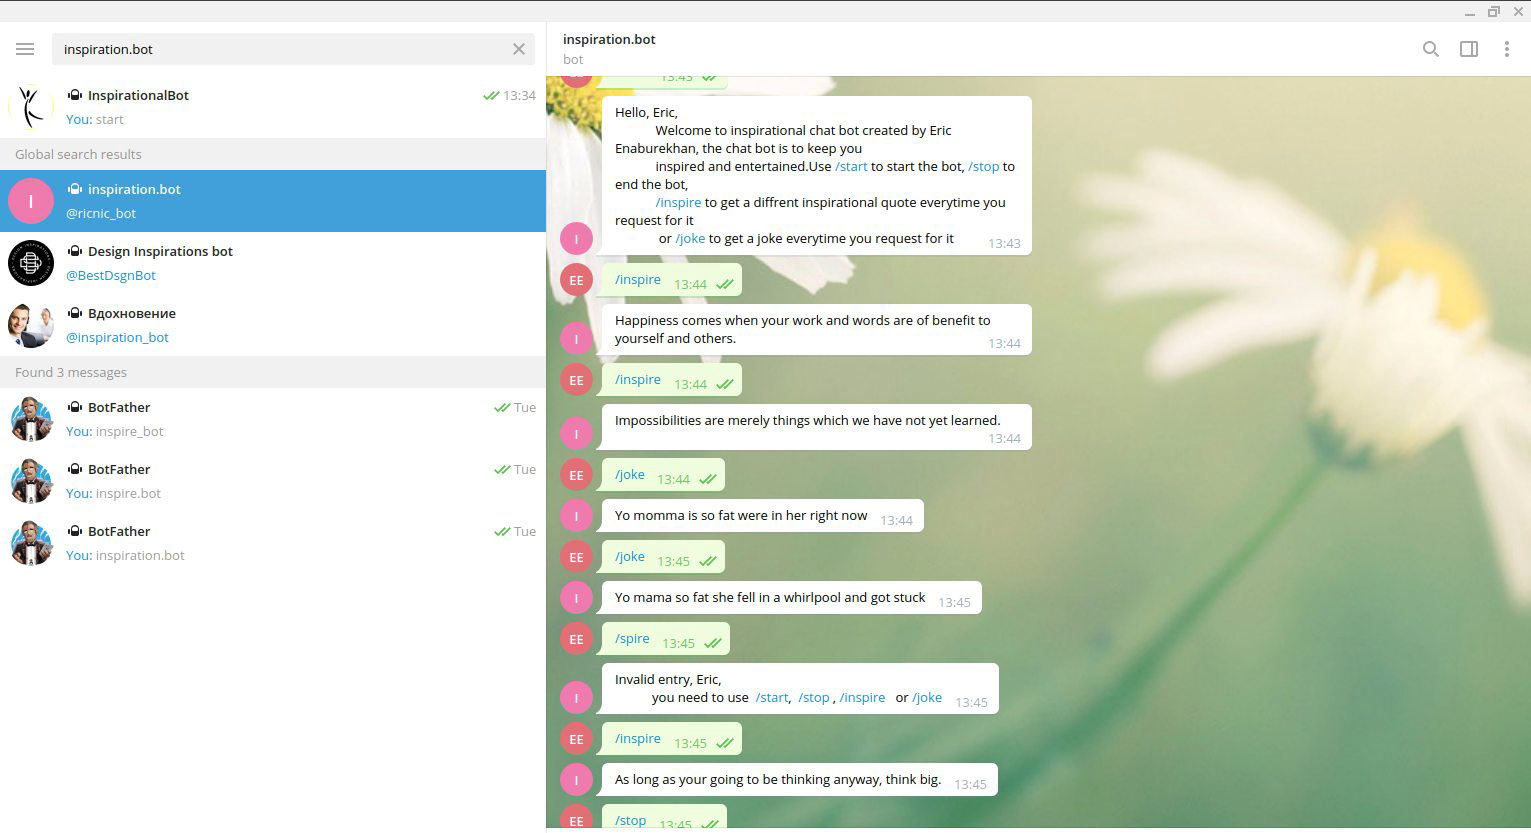 inspiration.bot
InspirationalBot 13:34
You: start
Global search results
I
inspiration.bot
@ricnic_bot
Design Inspirations bot
@BestDsgnBot
Вдохновение
@inspiration_bot
Found 3 messages
BotFather Tue
You: inspire_bot
BotFather Tue
You: inspire.bot
BotFather Tue
You: inspiration.bot
inspiration.bot
bot
EE 13:43
Hello, Eric,
Welcome to inspirational chat bot created by Eric
Enaburekhan, the chat bot is to keep you
inspired and entertained.Use /start to start the bot, /stop to
end the bot,
/inspire to get a diffrent inspirational quote everytime you
request for it
I or /joke to get a joke everytime you request for it 13:43
EE /inspire 13:44
Happiness comes when your work and words are of benefit to
I yourself and others. 13:44
EE /inspire 13:44
Impossibilities are merely things which we have not yet learned.
I 13:44
EE /joke 13:44
I Yo momma is so fat were in her right now 13:44
EE /joke 13:45
I Yo mama so fat she fell in a whirlpool and got stuck 13:45
EE /spire 13:45
Invalid entry, Eric,
I you need to use /start, /stop , /inspire or /joke 13:45
EE /inspire 13:45
I As long as your going to be thinking anyway, think big. 13:45
EE /stop 13:45